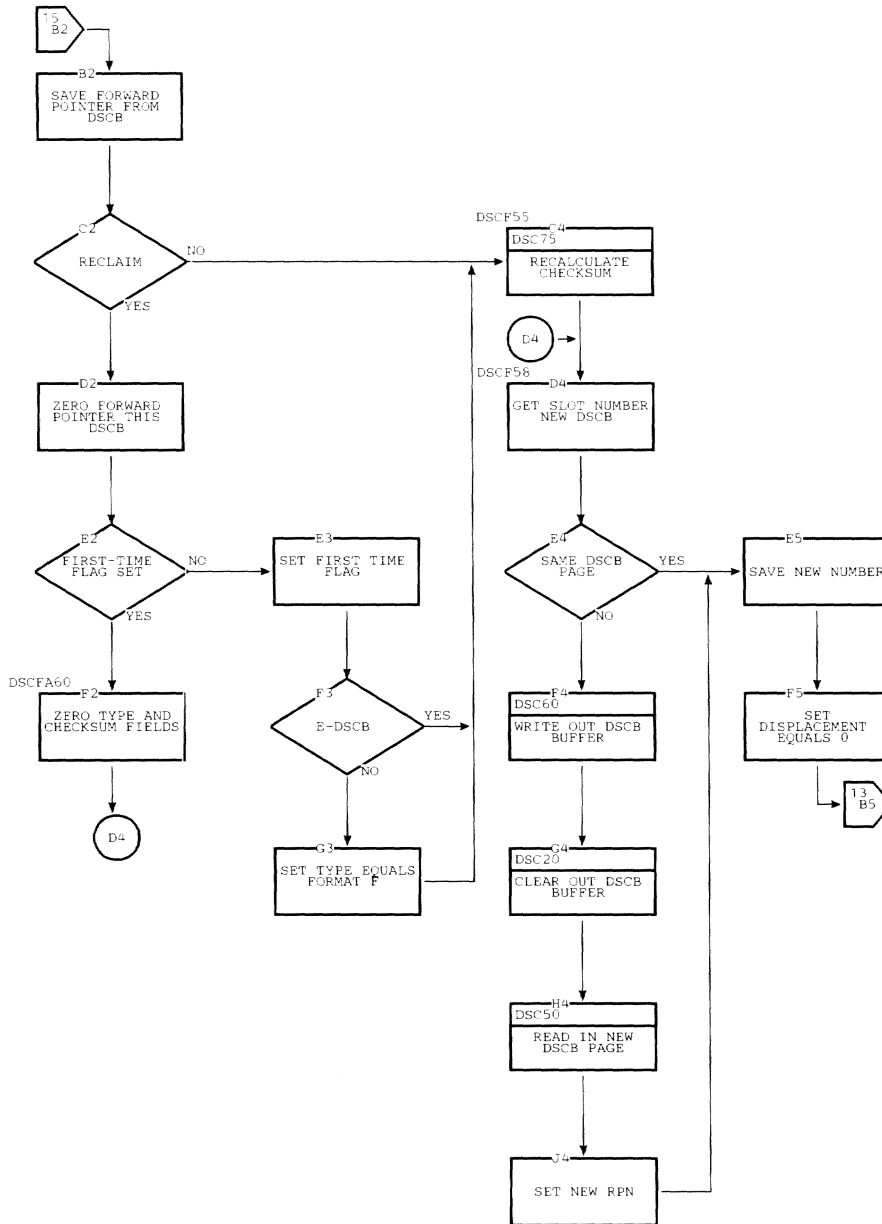 15
B2
B2
SAVE FORWARD
POINTER FROM
DSCB
C2
RECLAIM
NO
YES
DSCF55
C4
DSC75
RECALCULATE
CHECKSUM
D4
DSCF58
D2
ZERO FORWARD
POINTER THIS
DSCB
D4
GET SLOT NUMBER
NEW DSCB
E2
FIRST-TIME
FLAG SET
NO
YES
E3
SET FIRST TIME
FLAG
E4
SAME DSCB
PAGE
YES
NO
E5
SAVE NEW NUMBER
DSCFA60
F2
ZERO TYPE AND
CHECKSUM FIELDS
F3
E-DSCB
YES
NO
F4
DSC60
WRITE OUT DSCB
BUFFER
F5
SET
DISPLACEMENT
EQUALS 0
13
B5
D4
G3
SET TYPE EQUALS
FORMAT F
G4
DSC20
CLEAR OUT DSCB
BUFFER
H4
DSC50
READ IN NEW
DSCB PAGE
J4
SET NEW RPN